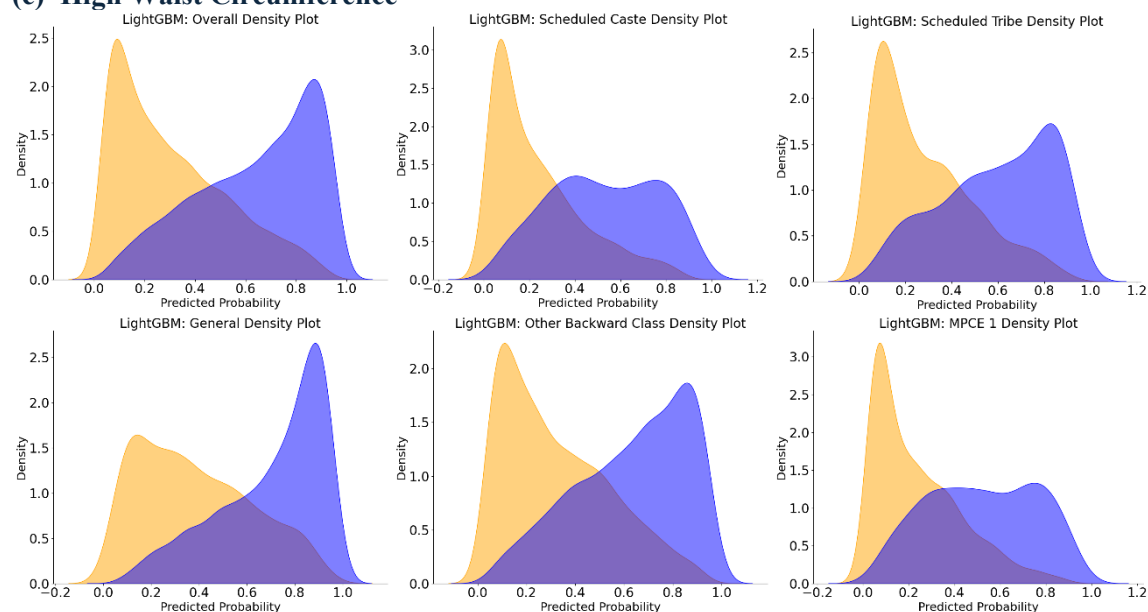 (c) High Waist Circumference
LightGBM: Overall Density Plot
2.5
2.0
1.5
1.0
0.5
0.0
Density
0.0 0.2 0.4 0.6 0.8 1.0
Predicted Probability
LightGBM: Scheduled Caste Density Plot
3.0
2.5
2.0
1.5
1.0
0.5
0.0
Density
−0.2 0.0 0.2 0.4 0.6 0.8 1.0 1.2
Predicted Probability
LightGBM: Scheduled Tribe Density Plot
2.5
2.0
1.5
1.0
0.5
0.0
Density
0.0 0.2 0.4 0.6 0.8 1.0 1.2
Predicted Probability
LightGBM: General Density Plot
2.5
2.0
1.5
1.0
0.5
0.0
Density
−0.2 0.0 0.2 0.4 0.6 0.8 1.0
Predicted Probability
LightGBM: Other Backward Class Density Plot
2.0
1.5
1.0
0.5
0.0
Density
0.0 0.2 0.4 0.6 0.8 1.0
Predicted Probability
LightGBM: MPCE 1 Density Plot
3.0
2.5
2.0
1.5
1.0
0.5
0.0
Density
−0.2 0.0 0.2 0.4 0.6 0.8 1.0 1.2
Predicted Probability